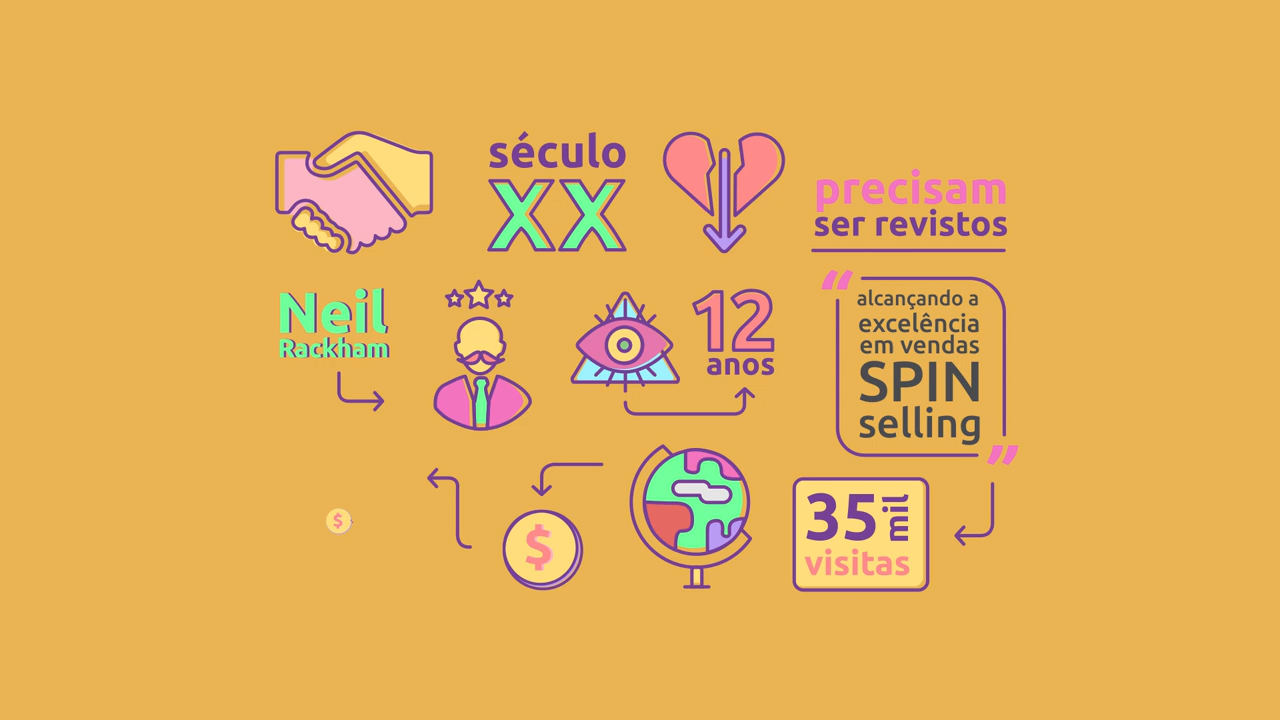 século
XX
precisam
ser revistos
Neil
Rackham
12
anos
“alcançando a
excelência
em vendas
SPIN
selling”
$
$
35 mil
visitas